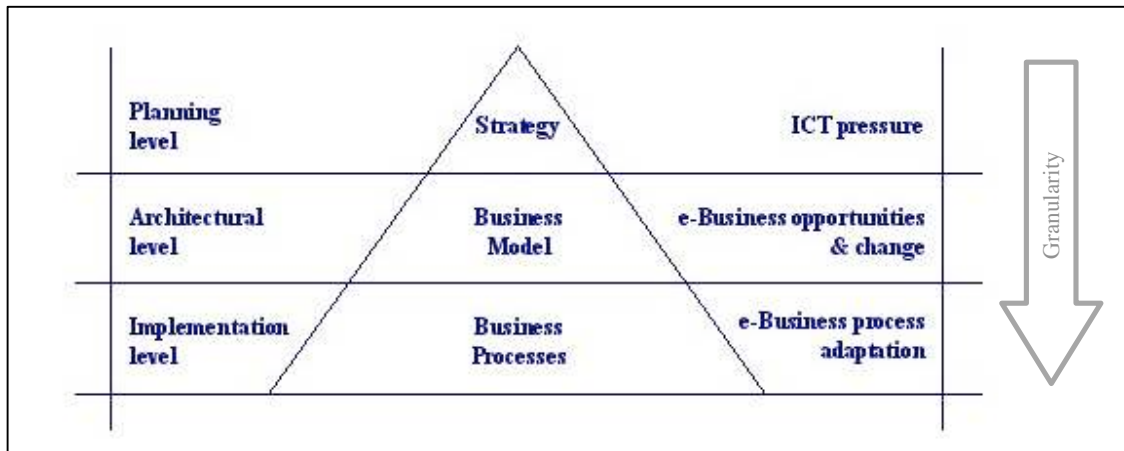 Planning
level
Strategy
ICT pressure
Architectural
level
Business
Model
e-Business opportunities
& change
Implementation
level
Business
Processes
e-Business process
adaptation
Granularity